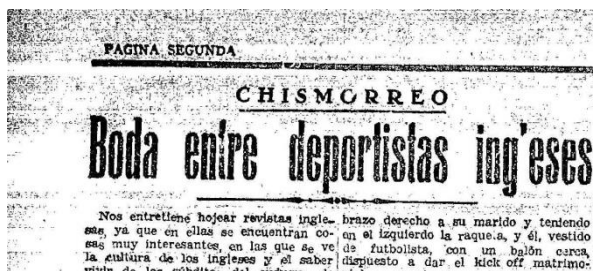 PAGINA SEGUNDA
CHISMORREO
Boda entre deportistas ing'eses
Nos entretiene hojear revistas ingle-
sas, ya que en ellas se encuentran co-
sas muy interesantes, en las que se ve
la cultura de los ingleses y el saber
brazo derecho a su marido y teniendo
en el izquierdo la raque.a, y él, vestido
de futbolista, con un balón cerca,
dispuesto a dar el kick off matrimo-